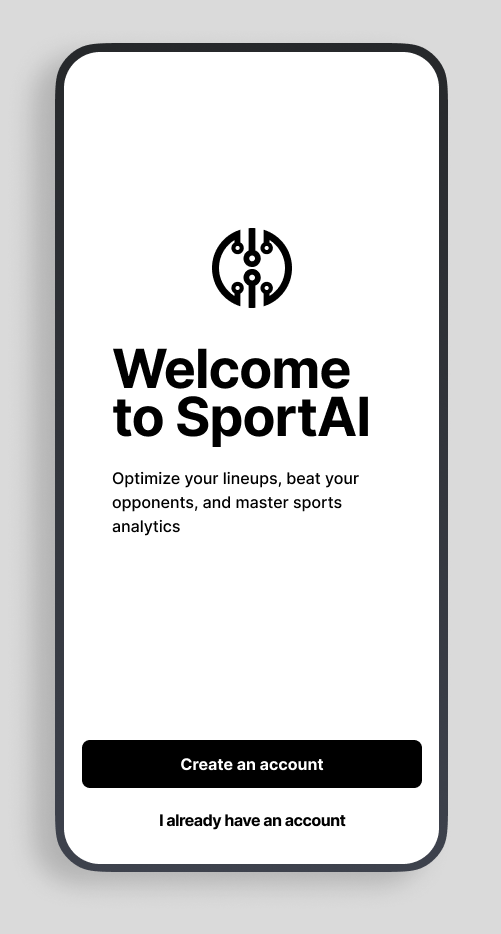 Welcome
to SportAI
Optimize your lineups, beat your
opponents, and master sports
analytics
Create an account
I already have an account